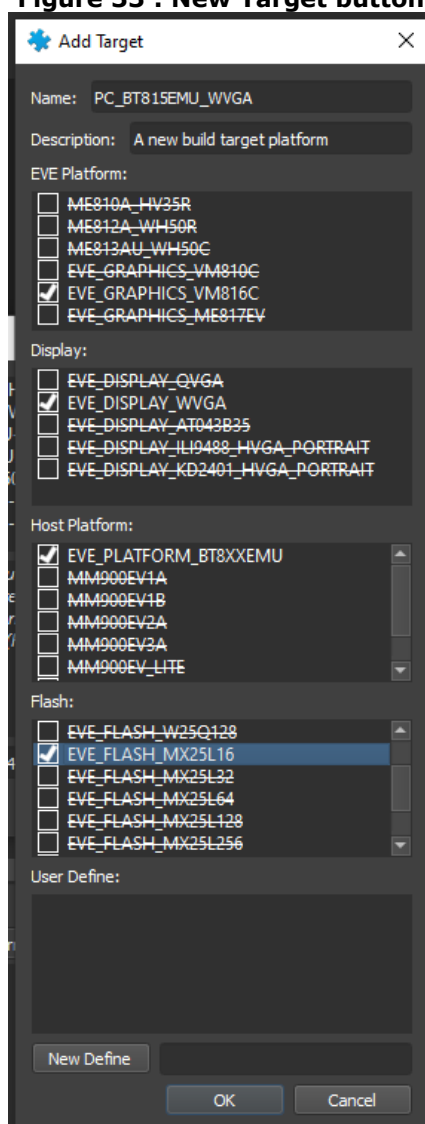 Figure 33 : New Target button
Add Target
Name: PC_BT815EMU_WVGA
Description: A new build target platform
EVE Platform:
ME810A_HV35R
ME812A_WH50R
ME813AU_WH50C
EVE_GRAPHICS_VM810C
EVE_GRAPHICS_VM816C
EVE_GRAPHICS_ME817EV
Display:
EVE_DISPLAY_QVGA
EVE_DISPLAY_WVGA
EVE_DISPLAY_AT043B35
EVE_DISPLAY_ILI9488_HVGA_PORTRAIT
EVE_DISPLAY_KD2401_HVGA_PORTRAIT
Host Platform:
EVE_PLATFORM_BT8XXEMU
MM900EV1A
MM900EV1B
MM900EV2A
MM900EV3A
MM900EV_LITE
Flash:
EVE_FLASH_W25Q128
EVE_FLASH_MX25L16
EVE_FLASH_MX25L32
EVE_FLASH_MX25L64
EVE_FLASH_MX25L128
EVE_FLASH_MX25L256
User Define:
New Define
OK Cancel